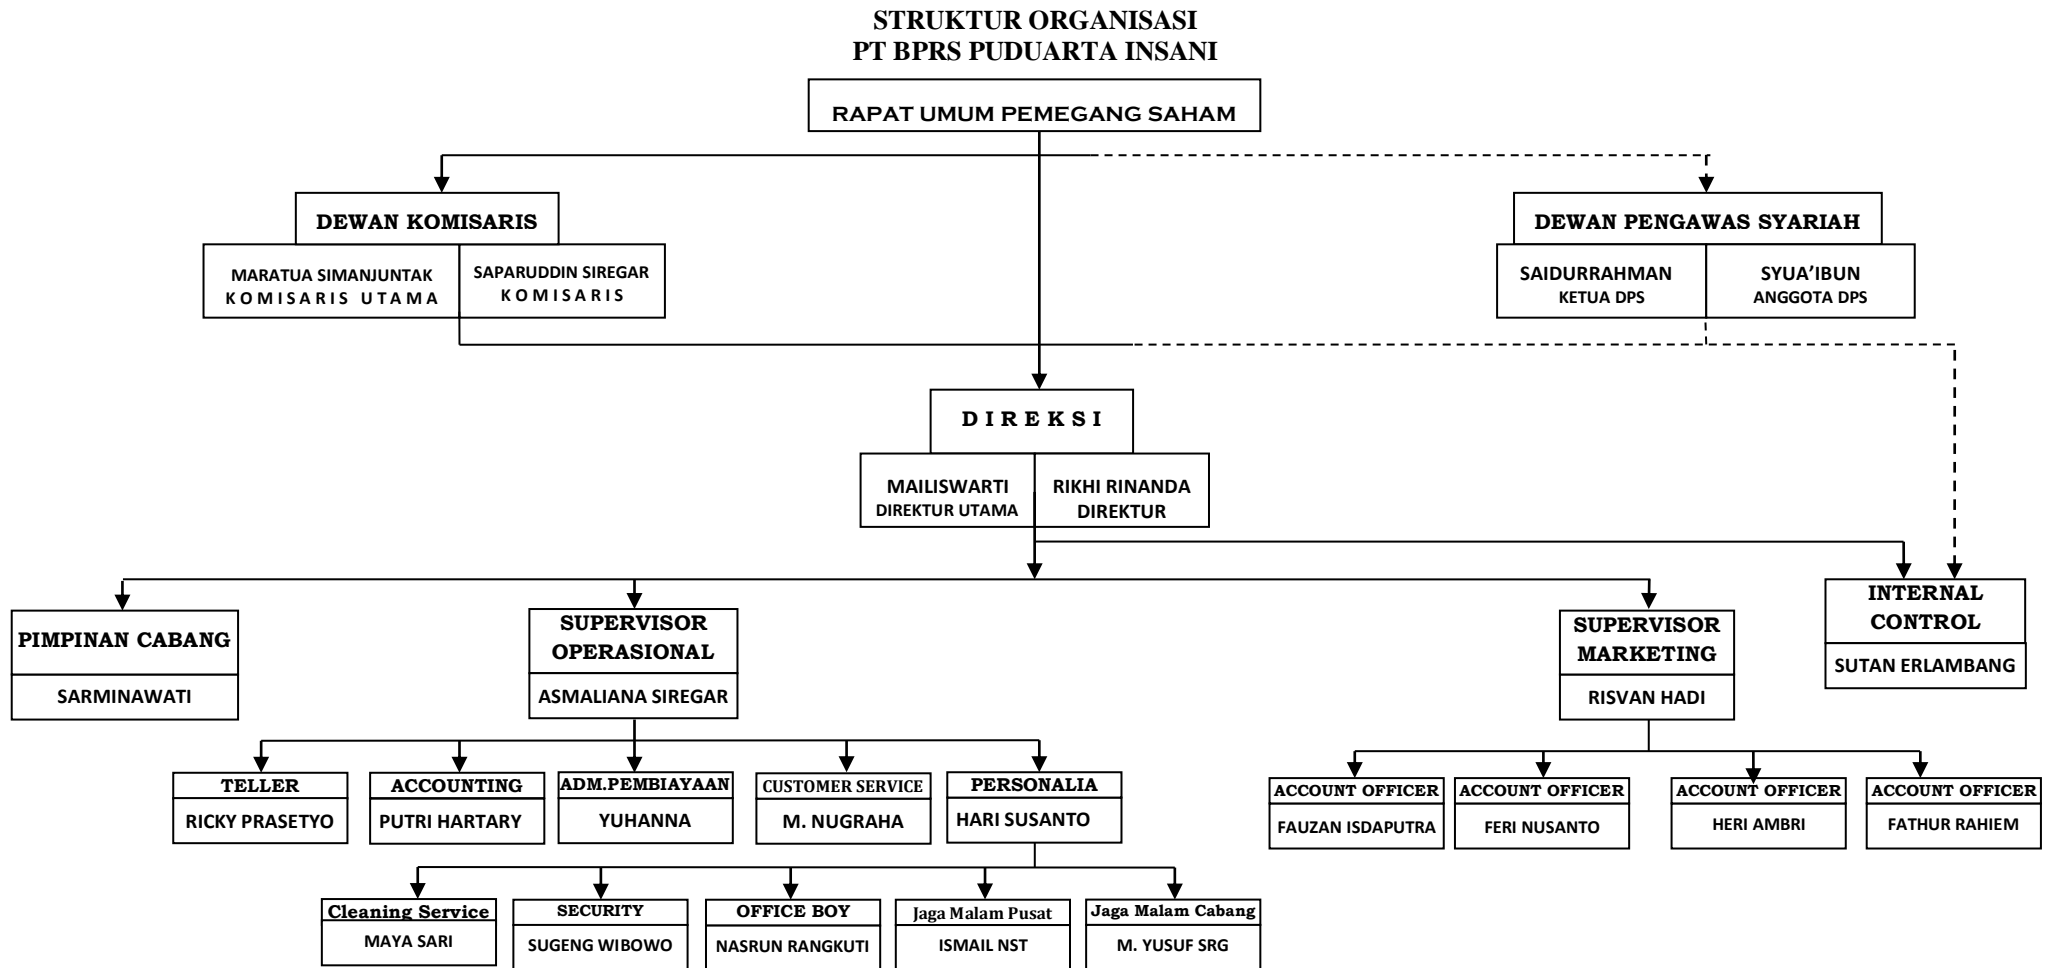 STRUKTUR ORGANISASI
PT BPRS PUDUARTA INSANI
RAPAT UMUM PEMEGANG SAHAM
DEWAN KOMISARIS
MARATUA SIMANJUNTAK
KOMISARIS UTAMA
SAPARUDDIN SIREGAR
KOMISARIS
DEWAN PENGAWAS SYARIAH
SAIDURRAHMAN
KETUA DPS
SYUA’IBUN
ANGGOTA DPS
DIREKSI
MAILISWARTI
DIREKTUR UTAMA
RIKHI RINANDA
DIREKTUR
PIMPINAN CABANG
SARMINAWATI
SUPERVISOR
OPERASIONAL
ASMALIANA SIREGAR
SUPERVISOR
MARKETING
RISVAN HADI
INTERNAL
CONTROL
SUTAN ERLAMBANG
TELLER
RICKY PRASETYO
ACCOUNTING
PUTRI HARTARY
ADM.PEMBIAYAAN
YUHANNA
CUSTOMER SERVICE
M. NUGRAHA
PERSONALIA
HARI SUSANTO
ACCOUNT OFFICER
FAUZAN ISDAPUTRA
ACCOUNT OFFICER
FERI NUSANTO
ACCOUNT OFFICER
HERI AMBRI
ACCOUNT OFFICER
FATHUR RAHIEM
Cleaning Service
MAYA SARI
SECURITY
SUGENG WIBOWO
OFFICE BOY
NASRUN RANGKUTI
Jaga Malam Pusat
ISMAIL NST
Jaga Malam Cabang
M. YUSUF SRG